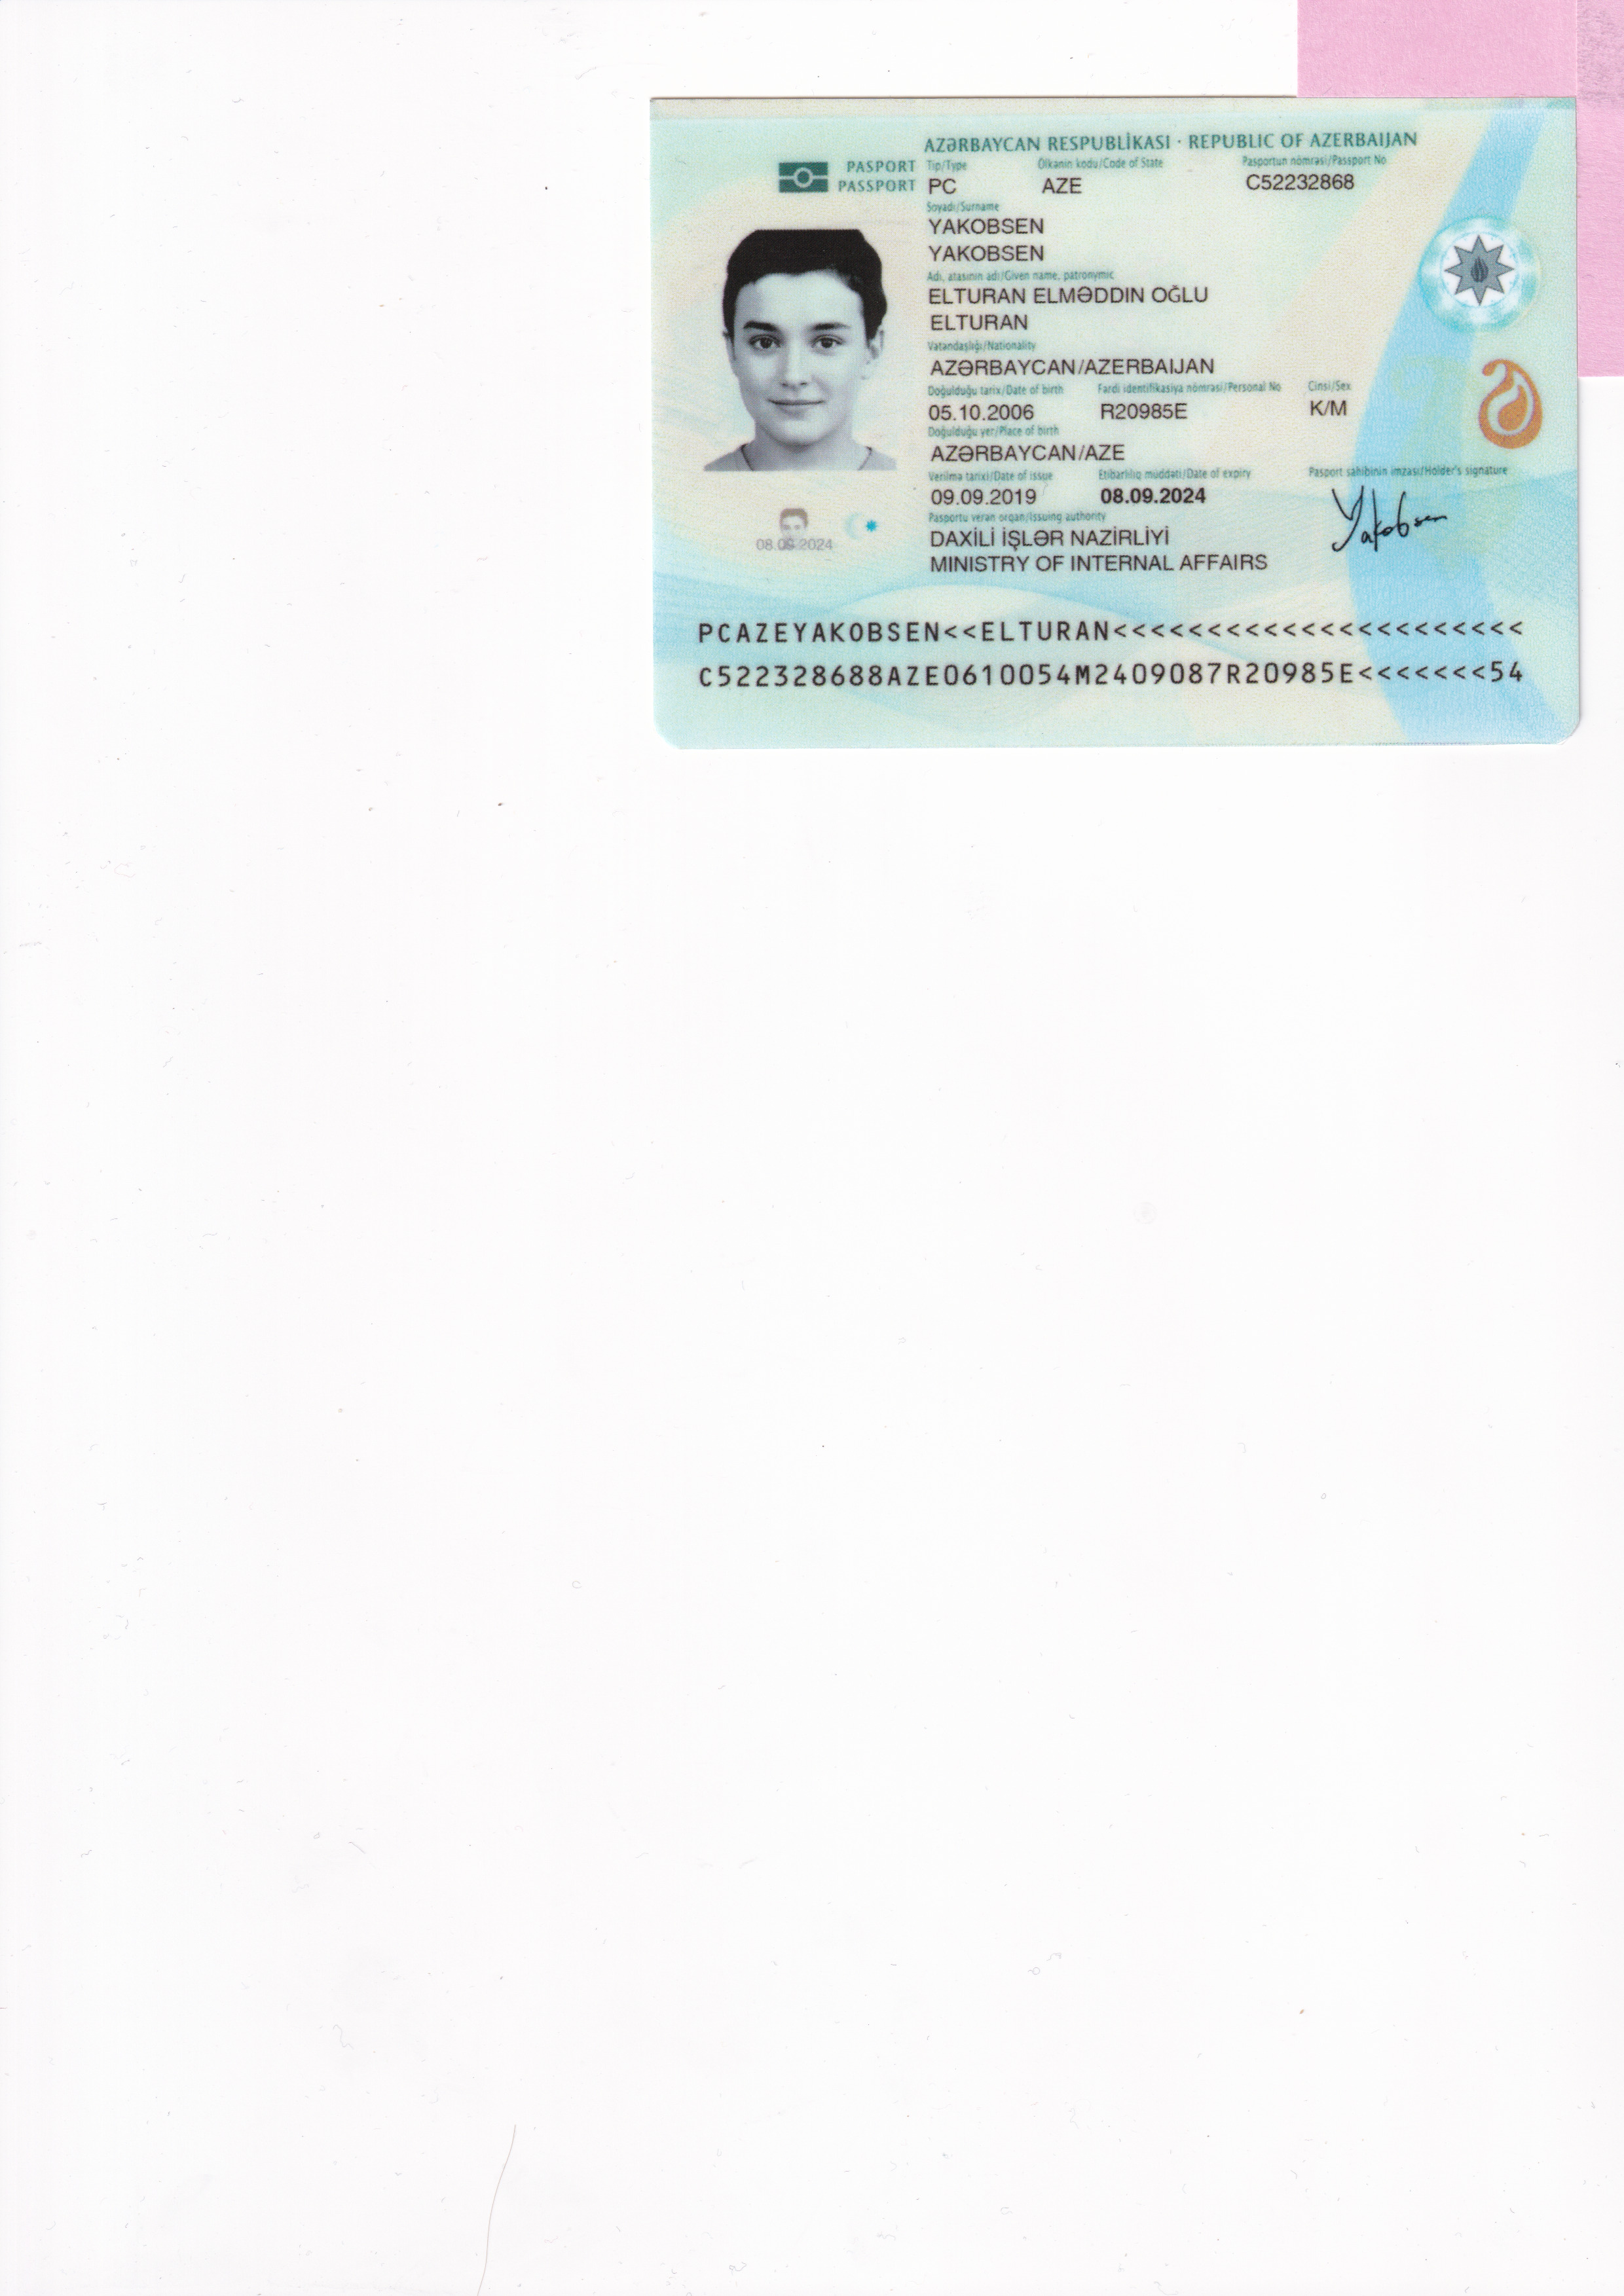 AZƏRBAYCAN RESPUBLİKASI · REPUBLIC OF AZERBAIJAN
PASPORT
PASSPORT
Tip/Type Ölkənin kodu/Code of State Pasportun nömrəsi/Passport No
PC AZE C52232868
Soyadı/Surname
YAKOBSEN
YAKOBSEN
Adı, atasının adı/Given name, patronymic
ELTURAN ELMƏDDIN OĞLU
ELTURAN
Vətəndaşlığı/Nationality
AZƏRBAYCAN/AZERBAIJAN
Doğulduğu tarix/Date of birth Fərdi identifikasiya nömrəsi/Personal No Cinsi/Sex
05.10.2006 R20985E K/M
Doğulduğu yer/Place of birth
AZƏRBAYCAN/AZE
Verilmə tarixi/Date of issue Etibarlılıq müddəti/Date of expiry Pasport sahibinin imzası/Holder's signature
09.09.2019 08.09.2024
Yakobsen
Pasportu verən orqan/Issuing authority
DAXİLİ İŞLƏR NAZİRLİYİ
MINISTRY OF INTERNAL AFFAIRS
08.09.2024
PCAZEYAKOBSEN<<ELTURAN<<<<<<<<<<<<<<<<<<<<<<
C522328688AZE0610054M2409087R20985E<<<<<<<54